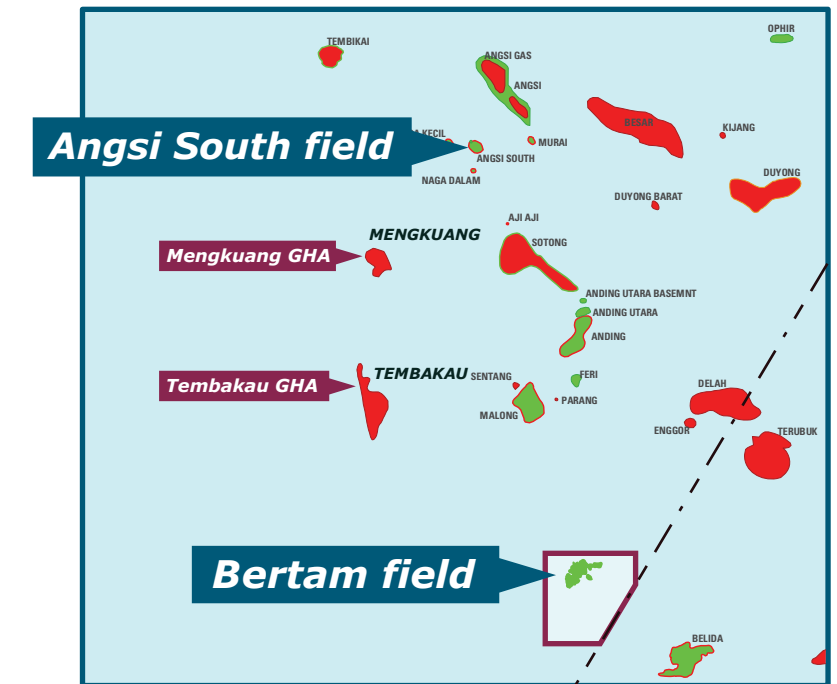 OPHIR
TEMBIKAI
ANGSI GAS
ANGSI
BESAR
KIJANG
KECIL
Angsi South field
MURAI
ANGSI SOUTH
NAGA DALAM
DUYONG
DUYONG BARAT
AJI AJI
MENGKUANG
SOTONG
Mengkuang GHA
ANDING UTARA BASEMNT
ANDING UTARA
ANDING
TEMBAKAU
SENTANG
FERI
Tembakau GHA
DELAH
PARANG
MALONG
ENGGOR
TERUBUK
Bertam field
BELIDA